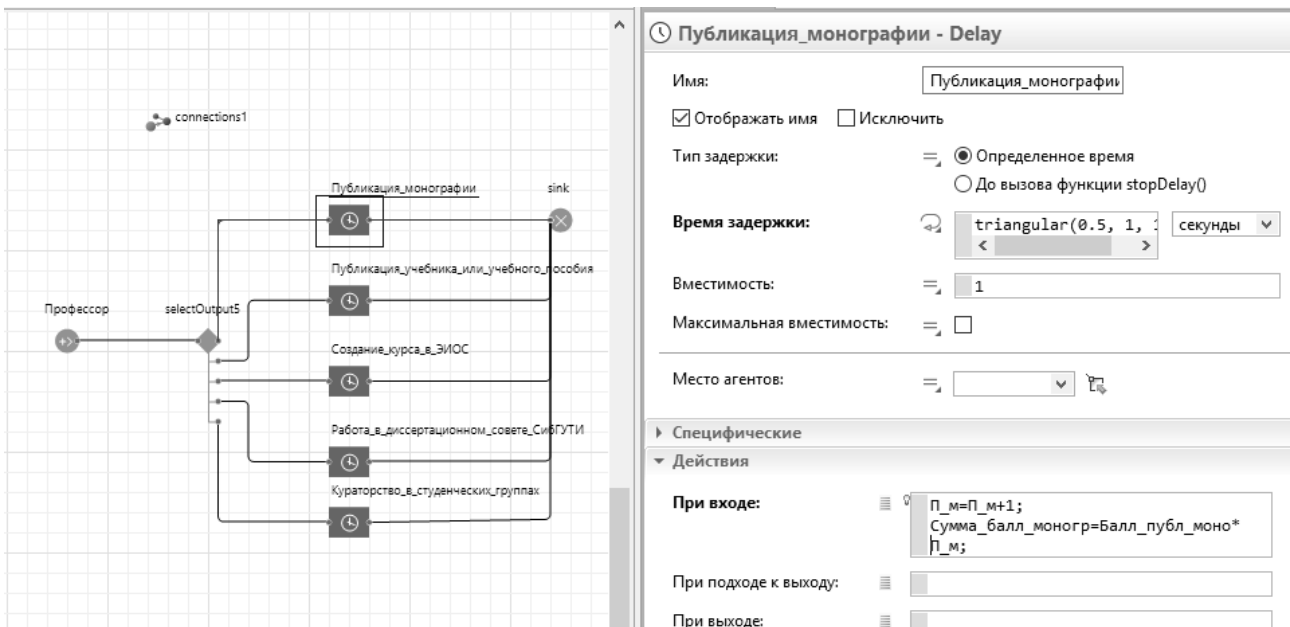 connections1
Публикация_монографии
sink
Публикация_учебника_или_учебного_пособия
Профессор
selectOutput5
Создание_курса_в_ЭИОС
Работа_в_диссертационном_совете_СибГУТИ
Кураторство_в_студенческих_группах
Публикация_монографии - Delay
Имя:
Публикация_монографии
Отображать имя
Исключить
Тип задержки:
Определенное время
До вызова функции stopDelay()
Время задержки:
triangular(0.5, 1, 1
секунды
Вместимость:
1
Максимальная вместимость:
Место агентов:
Специфические
Действия
При входе:
П_м=П_м+1;
Сумма_балл_моногр=Балл_публ_моно*
П_м;
При подходе к выходу:
При выходе: